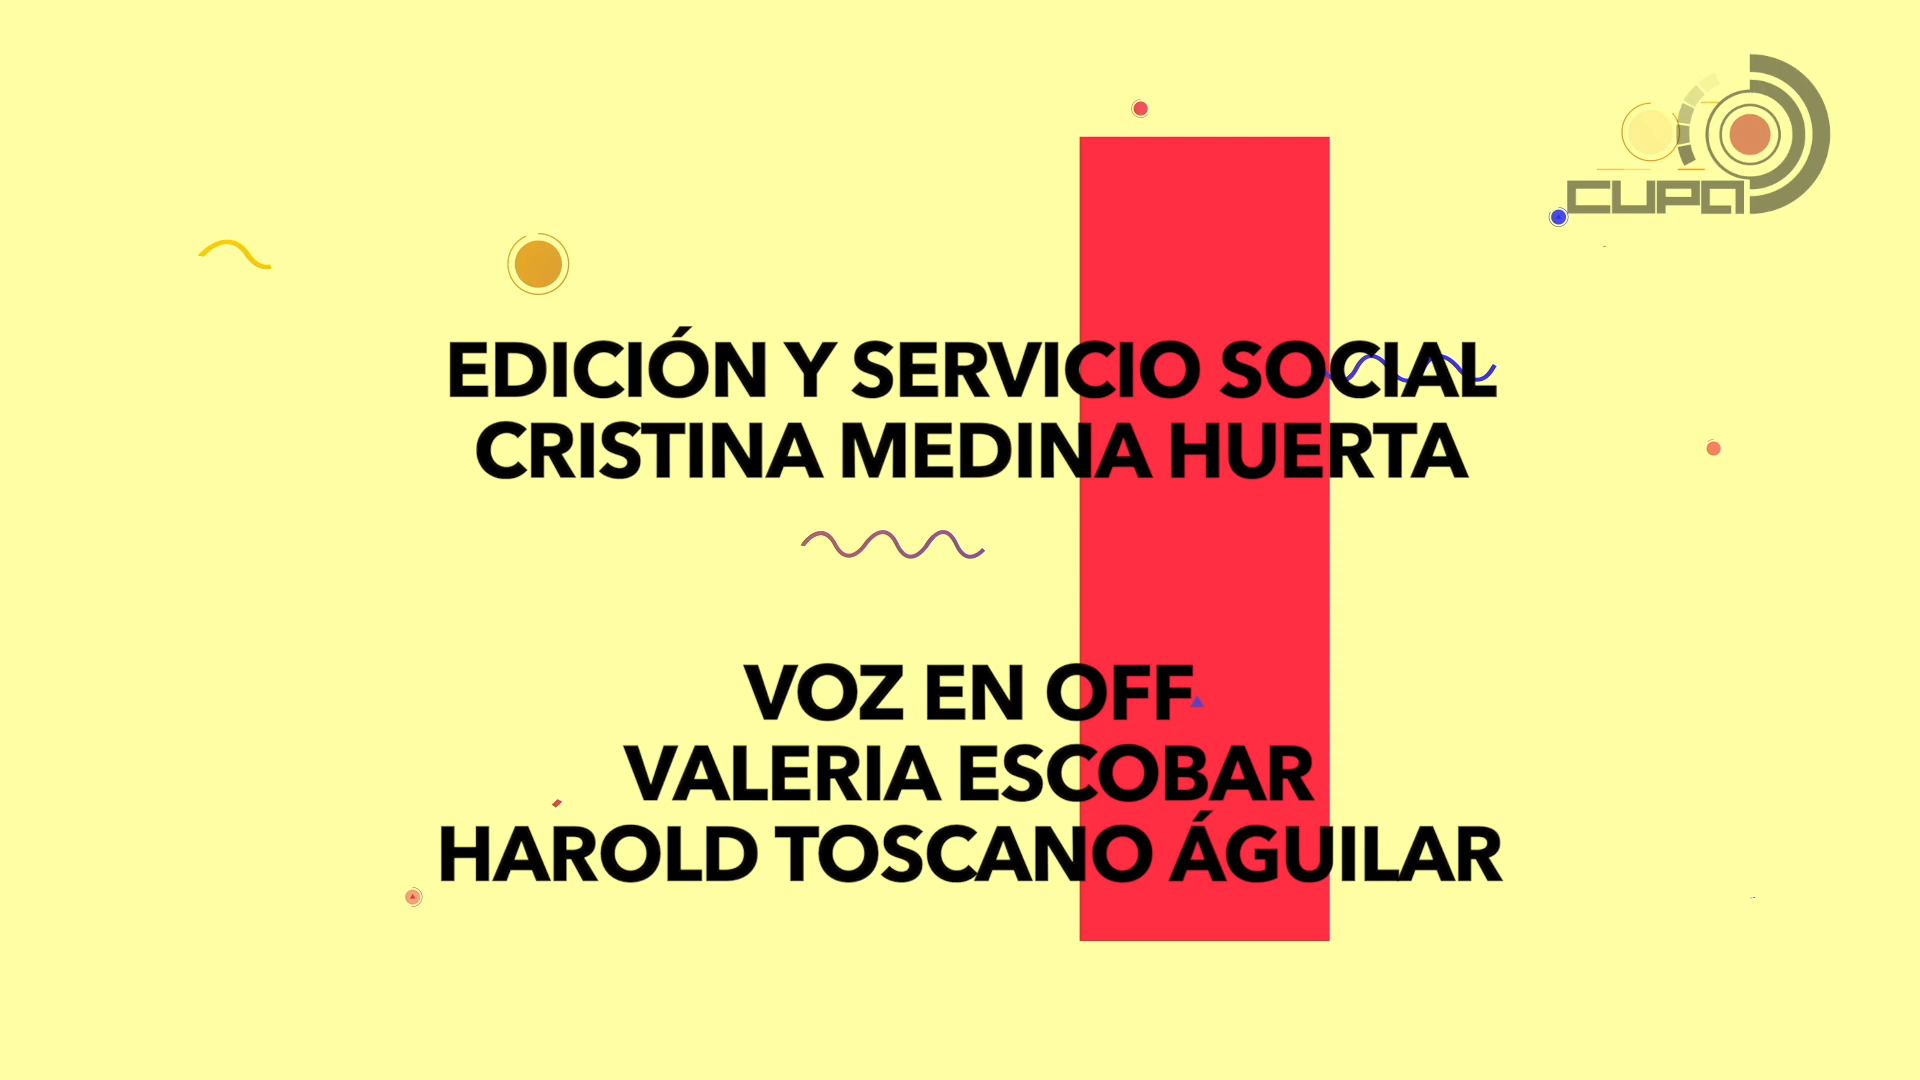 CUPA
EDICIÓN Y SERVICIO SOCIAL
CRISTINA MEDINA HUERTA
VOZ EN OFF
VALERIA ESCOBAR
HAROLD TOSCANO ÁGUILAR